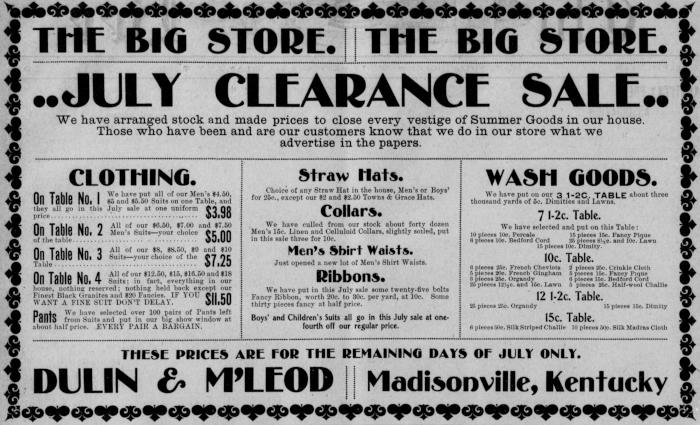 THE BIG STORE. THE BIG STORE.
..JULY CLEARANCE SALE..
We have arranged stock and made prices to close every vestige of Summer Goods in our house.
Those who have been and are our customers know that we do in our store what we
advertise in the papers.
CLOTHING.
On Table No. 1 We have put all of our Men's $4.50,
$5 and $5.50 Suits on one Table, and
they all go in this July sale at one uniform
price $3.98
On Table No. 2 All of our $6.50, $7.00 and $7.50
Men's Suits—your choice
of the table $5.00
On Table No. 3 All of our $8, $8.50, $9 and $10
Suits—your choice of the
Table $7.25
On Table No. 4 All of our $12.50, $15, $16.50 and $18
Suits; in fact, everything in our
house, nothing reserved; nothing held back except our
Finest Black Granites and $20 Fancies. IF YOU
WANT A FINE SUIT DON'T DELAY. $11.50
Pants We have selected over 100 pairs of Pants left
from Suits and put in our big show window at
about half price. EVERY PAIR A BARGAIN.
Straw Hats.
Choice of any Straw Hat in the house, Men's or Boys'
for 25c., except our $2 and $2.50 Towns & Grace Hats.
Collars.
We have culled from our stock about forty dozen
Men's 15c. Linen and Celluloid Collars, slightly soiled, put
in this sale three for 10c.
Men's Shirt Waists.
Just opened a new lot of Men's Shirt Waists.
Ribbons.
We have put in this July sale some twenty-five bolts
Fancy Ribbon, worth 20c. to 30c. per yard, at 10c. Some
thirty pieces fancy at half price.
Boys' and Children's Suits all go in this July sale at one-
fourth off our regular price.
WASH GOODS.
We have put on our 3 1-2C. TABLE about three
thousand yards of 5c. Dimities and Lawns.
7 1-2c. Table.
We have selected and put on this Table:
10 pieces 10c. Percale 15 pieces 15c. Fancy Pique
6 pieces 10c. Bedford Cord 25 pieces 8⅓c. and 10c. Lawn
15 pieces 10c. Dimity.
10c. Table.
6 pieces 25c. French Cheviots 2 pieces 25c. Crinkle Cloth
5 pieces 20c. French Gingham 5 pieces 15c. Fancy Pique
25 pieces 15c. Organdy 5 pieces 25c. Bedford Cord
25 pieces 12½c. and 15c. Lawn 5 pieces 25c. Half-wool Challie
12 1-2c. Table.
25 pieces 25c. Organdy 15 pieces 15c. Dimity
15c. Table.
6 pieces 50c. Silk Striped Challie 10 pieces 50c. Silk Madras Cloth
THESE PRICES ARE FOR THE REMAINING DAYS OF JULY ONLY.
DULIN & M'LEOD Madisonville, Kentucky